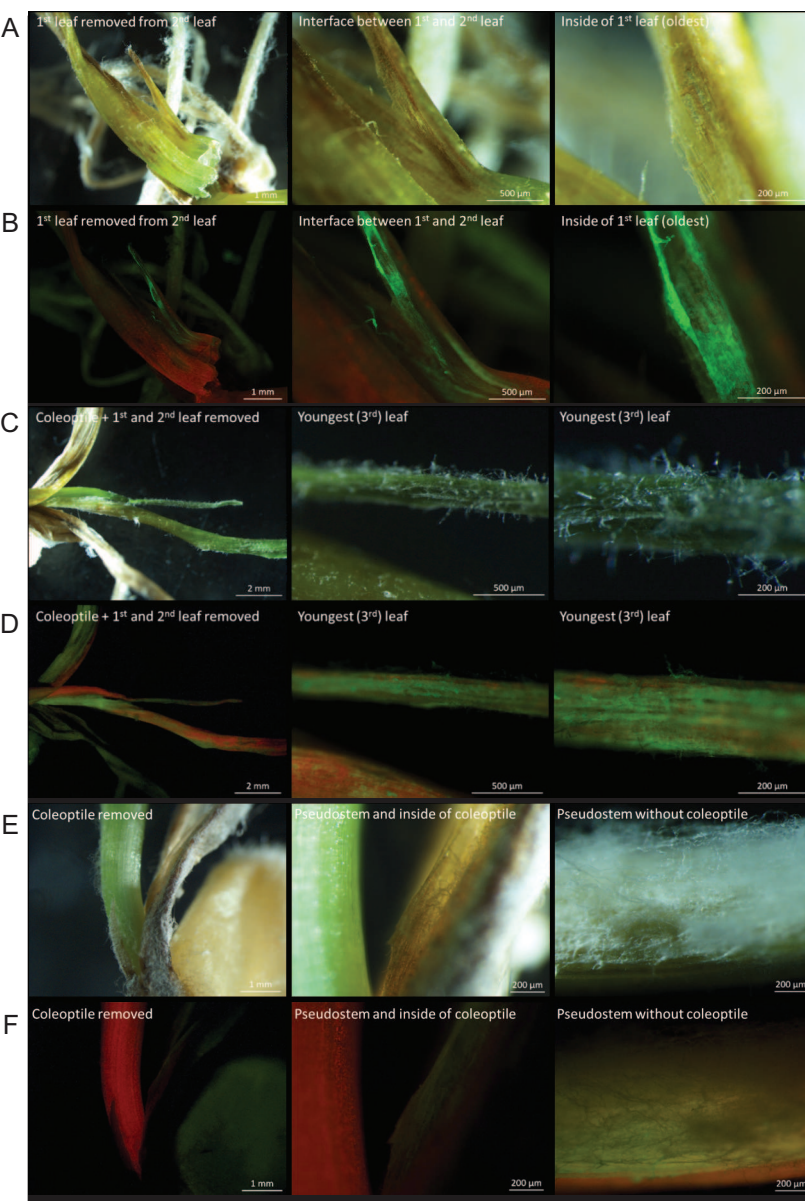 A
1st leaf removed from 2nd leaf
Interface between 1st and 2nd leaf
Inside of 1st leaf (oldest)
1 mm
500 μm
200 μm
B
1st leaf removed from 2nd leaf
Interface between 1st and 2nd leaf
Inside of 1st leaf (oldest)
1 mm
500 μm
200 μm
C
Coleoptile + 1st and 2nd leaf removed
Youngest (3rd) leaf
Youngest (3rd) leaf
2 mm
500 μm
200 μm
D
Coleoptile + 1st and 2nd leaf removed
Youngest (3rd) leaf
Youngest (3rd) leaf
2 mm
500 μm
200 μm
E
Coleoptile removed
Pseudostem and inside of coleoptile
Pseudostem without coleoptile
1 mm
200 μm
200 μm
F
Coleoptile removed
Pseudostem and inside of coleoptile
Pseudostem without coleoptile
1 mm
200 μm
200 μm